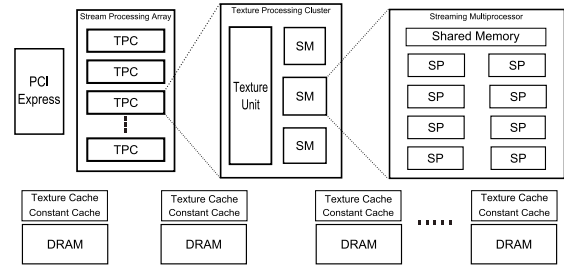 Stream Processing Array
Texture Processing Cluster
Streaming Multiprocessor
PCI
Express
TPC
TPC
TPC
TPC
Texture
Unit
SM
SM
SM
Shared Memory
SP SP
SP SP
SP SP
SP SP
Texture Cache
Constant Cache
DRAM
Texture Cache
Constant Cache
DRAM
Texture Cache
Constant Cache
DRAM
Texture Cache
Constant Cache
DRAM